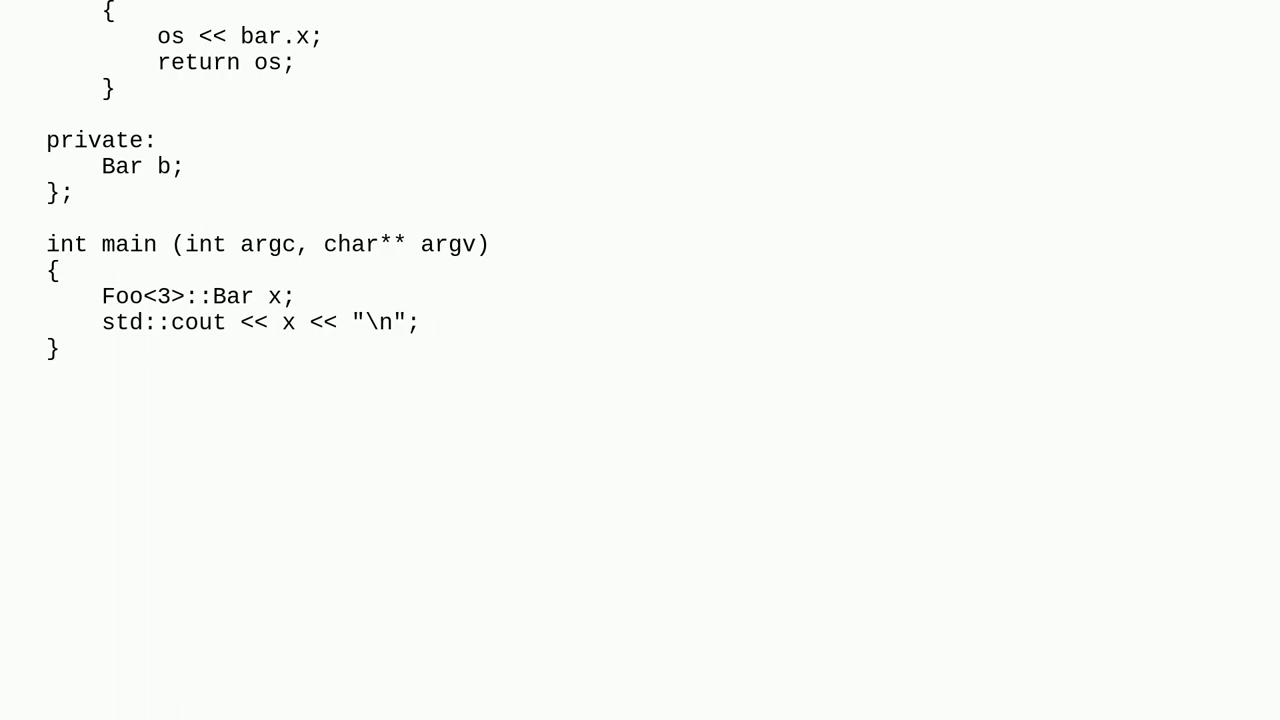 {
os << bar.x;
return os;
}
private:
Bar b;
};
int main (int argc, char** argv)
{
Foo<3>::Bar x;
std::cout << x << "\n";
}